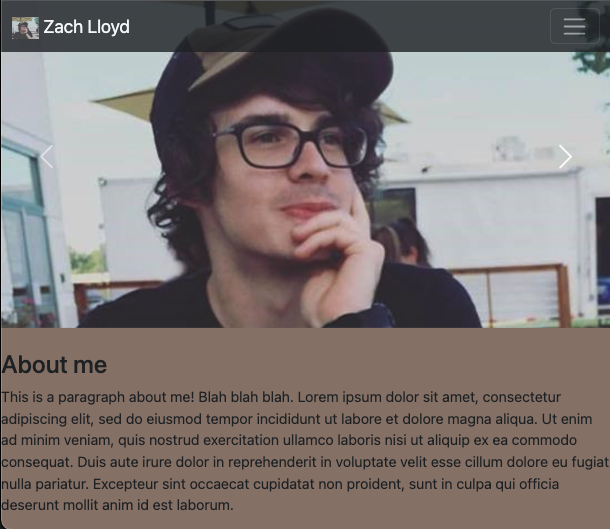 Zach Lloyd
About me
This is a paragraph about me! Blah blah blah. Lorem ipsum dolor sit amet, consectetur
adipiscing elit, sed do eiusmod tempor incididunt ut labore et dolore magna aliqua. Ut enim
ad minim veniam, quis nostrud exercitation ullamco laboris nisi ut aliquip ex ea commodo
consequat. Duis aute irure dolor in reprehenderit in voluptate velit esse cillum dolore eu fugiat
nulla pariatur. Excepteur sint occaecat cupidatat non proident, sunt in culpa qui officia
deserunt mollit anim id est laborum.